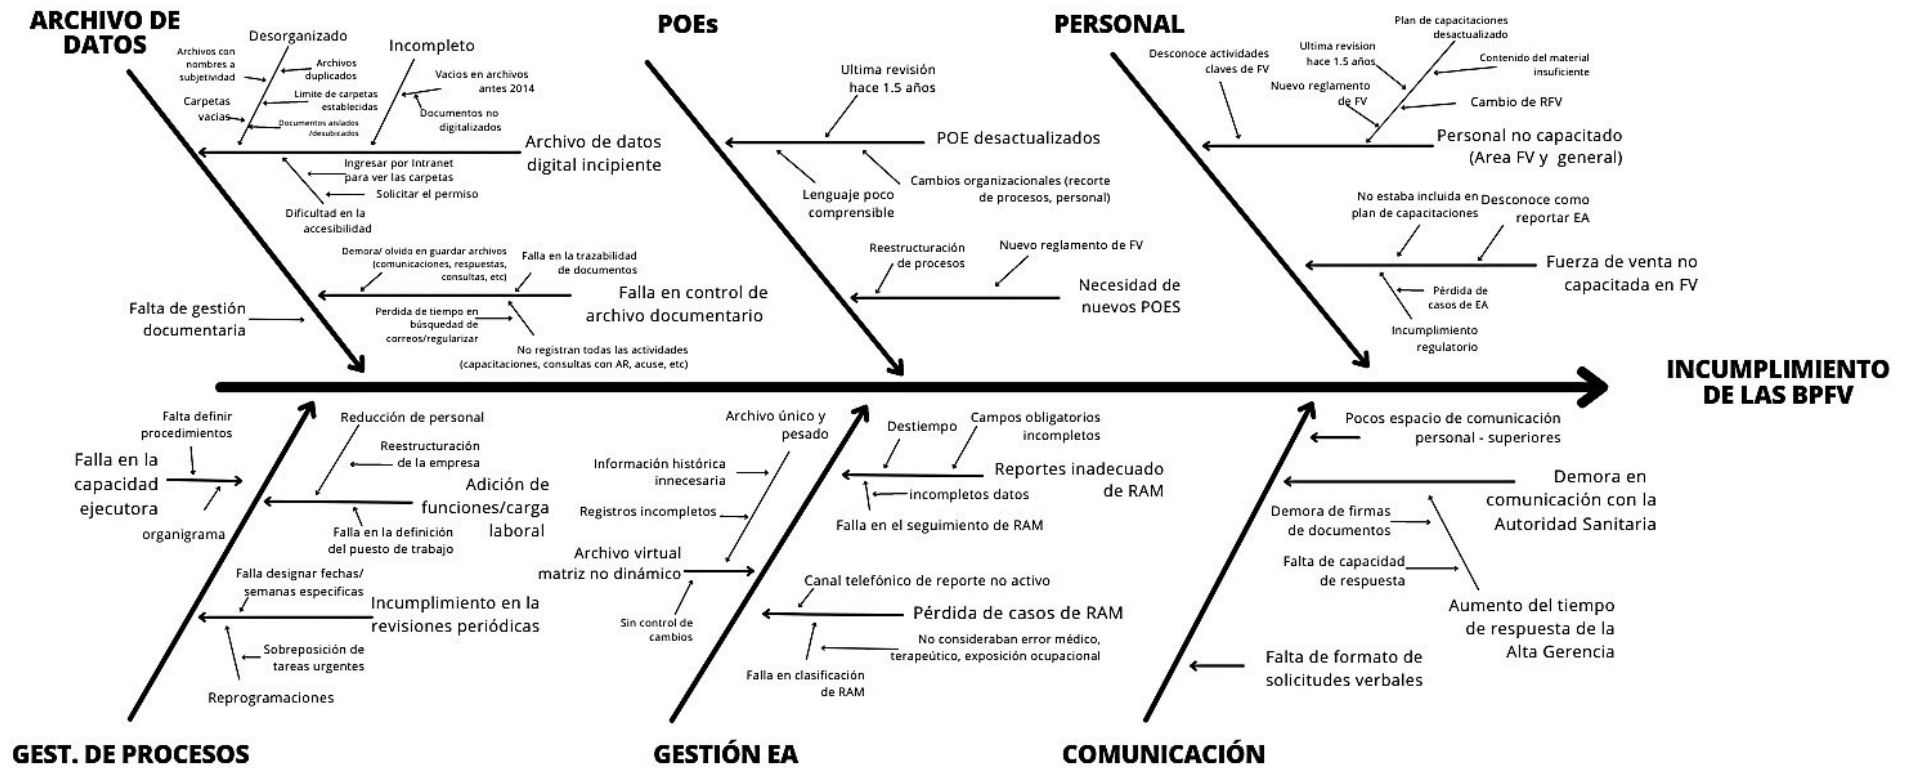 ARCHIVO DE
DATOS
Desorganizado
Archivos con
nombres a
subjetividad
Archivos
duplicados
Carpetas
vacias
Limite de carpetas
establecidas
Documentos aislados
/desubicados
Incompleto
Vacios en archivos
antes 2014
Documentos no
digitalizados
Archivo de datos
digital incipiente
Ingresar por Intranet
para ver las carpetas
Solicitar el permiso
Dificultad en la
accesibilidad
Demora/ olvido en guardar archivos
(comunicaciones, respuestas,
consultas, etc)
Falla en la trazabilidad
de documentos
Falla en control de
archivo documentario
Perdida de tiempo en
búsquedad de
correos/regularizar
No registran todas las actividades
(capacitaciones, consultas con AR, acuse, etc)
Falta de gestión
documentaria
POEs
Ultima revisión
hace 1.5 años
POE desactualizados
Lenguaje poco
comprensible
Cambios organizacionales (recorte
de procesos, personal)
Reestructuración
de procesos
Nuevo reglamento de FV
Necesidad de
nuevos POES
PERSONAL
Desconoce actividades
claves de FV
Plan de capacitaciones
desactualizado
Ultima revision
hace 1.5 años
Contenido del material
insuficiente
Nuevo reglamento
de FV
Cambio de RFV
Personal no capacitado
(Area FV y general)
No estaba incluida en
plan de capacitaciones
Desconoce como
reportar EA
Fuerza de venta no
capacitada en FV
Pérdida de
casos de EA
Incumplimiento
regulatorio
INCUMPLIMIENTO
DE LAS BPFV
Falta definir
procedimientos
Falla en la
capacidad
ejecutora
organigrama
Reducción de personal
Reestructuración
de la empresa
Adición de
funciones/carga
laboral
Falla en la definición
del puesto de trabajo
Falla designar fechas/
semanas especificas
Incumplimiento en la
revisiones periódicas
Sobreposición de
tareas urgentes
Reprogramaciones
GEST. DE PROCESOS
Archivo único y
pesado
Información histórica
innecesaria
Registros incompletos
Archivo virtual
matriz no dinámico
Sin control de
cambios
Destiempo
Campos obligatorios
incompletos
Reportes inadecuado
de RAM
incompletos datos
Falla en el seguimiento de RAM
Canal telefónico de reporte no activo
Pérdida de casos de RAM
No consideraban error médico,
terapeútico, exposición ocupacional
Falla en clasificación
de RAM
GESTIÓN EA
Pocos espacio de comunicación
personal - superiores
Demora en
comunicación con la
Autoridad Sanitaria
Demora de firmas
de documentos
Falta de capacidad
de respuesta
Aumento del tiempo
de respuesta de la
Alta Gerencia
Falta de formato de
solicitudes verbales
COMUNICACIÓN